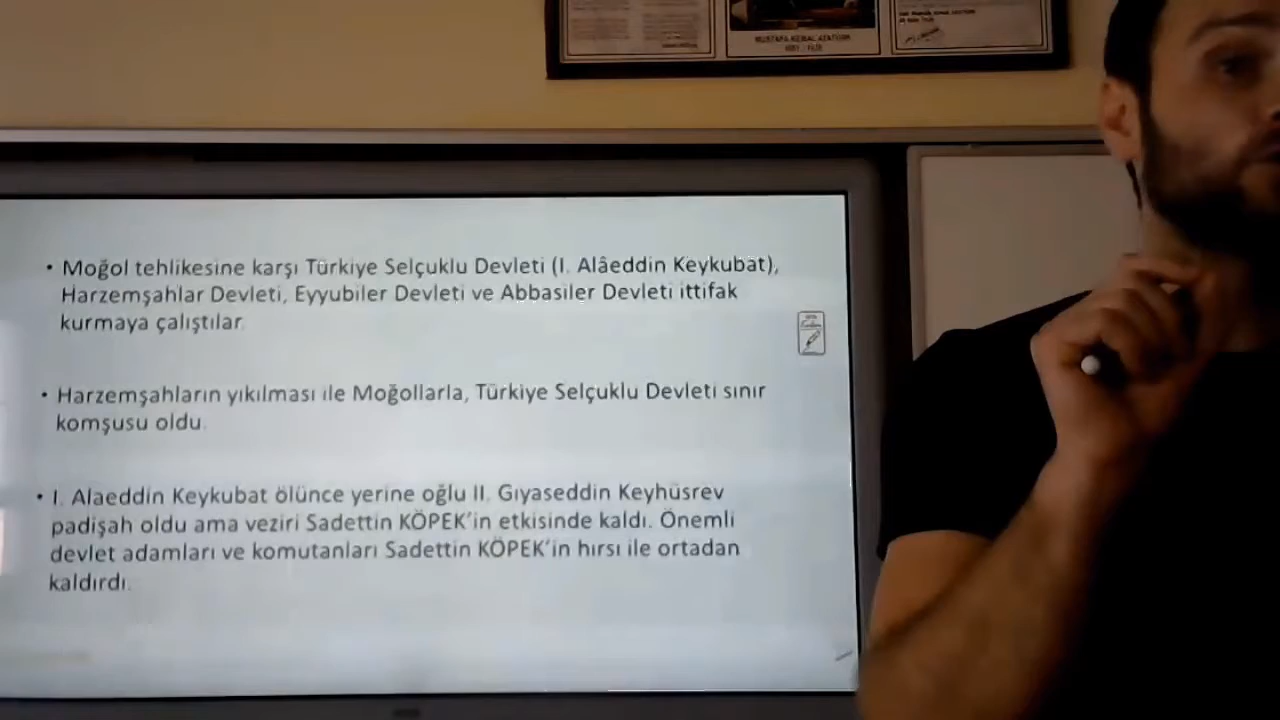 MUSTAFA KEMAL ATATÜRK
• Moğol tehlikesine karşı Türkiye Selçuklu Devleti (I. Alâeddin Keykubat),
Harzemşahlar Devleti, Eyyubiler Devleti ve Abbasiler Devleti ittifak
kurmaya çalıştılar.
• Harzemşahların yıkılması ile Moğollarla, Türkiye Selçuklu Devleti sınır
komşusu oldu.
• I. Alaeddin Keykubat ölünce yerine oğlu II. Gıyaseddin Keyhüsrev
padişah oldu ama veziri Sadettin KÖPEK'in etkisinde kaldı. Önemli
devlet adamları ve komutanları Sadettin KÖPEK'in hırsı ile ortadan
kaldırdı.